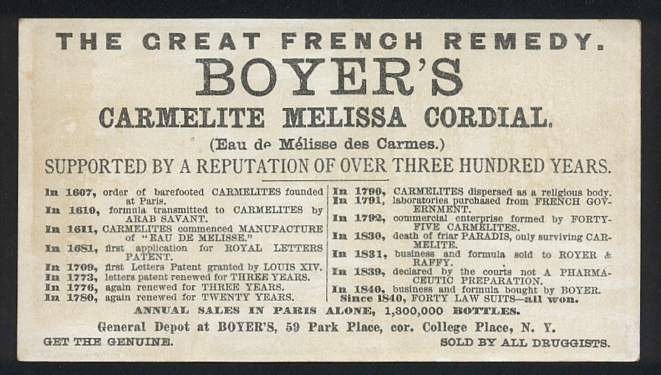 THE GREAT FRENCH REMEDY.
BOYER'S
CARMELITE MELISSA CORDIAL.
(Eau de Mélisse des Carmes.)
SUPPORTED BY A REPUTATION OF OVER THREE HUNDRED YEARS.
In 1607, order of barefooted CARMELITES founded
at Paris.
In 1610, formula transmitted to CARMELITES by
ARAB SAVANT.
In 1611, CARMELITES commenced MANUFACTURE
of "EAU DE MELISSE."
In 1681, first application for ROYAL LETTERS
PATENT.
In 1709, first Letters Patent granted by LOUIS XIV.
In 1773, letters patent renewed for THREE YEARS.
In 1776, again renewed for THREE YEARS.
In 1780, again renewed for TWENTY YEARS.
In 1790, CARMELITES dispersed as a religious body.
In 1791, laboratories purchased from FRENCH GOV-
ERNMENT.
In 1792, commercial enterprise formed by FORTY-
FIVE CARMELITES.
In 1830, death of friar PARADIS, only surviving CAR-
MELITE.
In 1831, business and formula sold to ROYER &
RAFFY.
In 1839, declared by the courts not A PHARMA-
CEUTIC PREPARATION.
In 1840, business and formula bought by BOYER.
Since 1840, FORTY LAW SUITS—all won.
ANNUAL SALES IN PARIS ALONE, 1,800,000 BOTTLES.
General Depot at BOYER'S, 59 Park Place, cor. College Place, N. Y.
GET THE GENUINE. SOLD BY ALL DRUGGISTS.